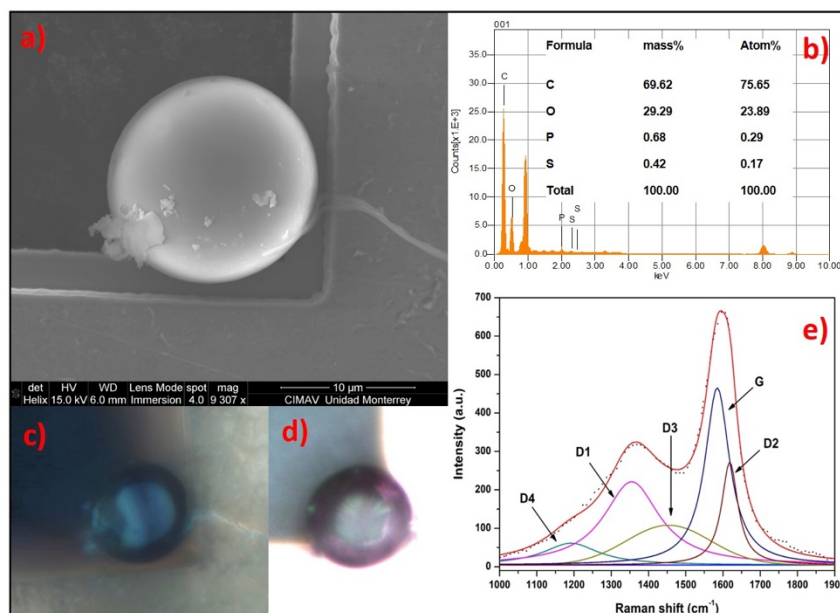 a)
det HV WD Lens Mode spot mag
Helix 15.0 kV 6.0 mm Immersion 4.0 9 307 x
10 µm
CIMAV Unidad Monterrey
b)
001
Formula mass% Atom%
C 69.62 75.65
O 29.29 23.89
P 0.68 0.29
S 0.42 0.17
Total 100.00 100.00
Counts[x1.E+3]
35.0
30.0
25.0
20.0
15.0
10.0
5.0
0.0
C
O
P
S
S
0.00 1.00 2.00 3.00 4.00 5.00 6.00 7.00 8.00 9.00 10.00
keV
c)
d)
e)
Intensity (a.u.)
700
600
500
400
300
200
100
0
G
D3
D1
D2
D4
1000 1100 1200 1300 1400 1500 1600 1700 1800 1900
Raman shift (cm-1)